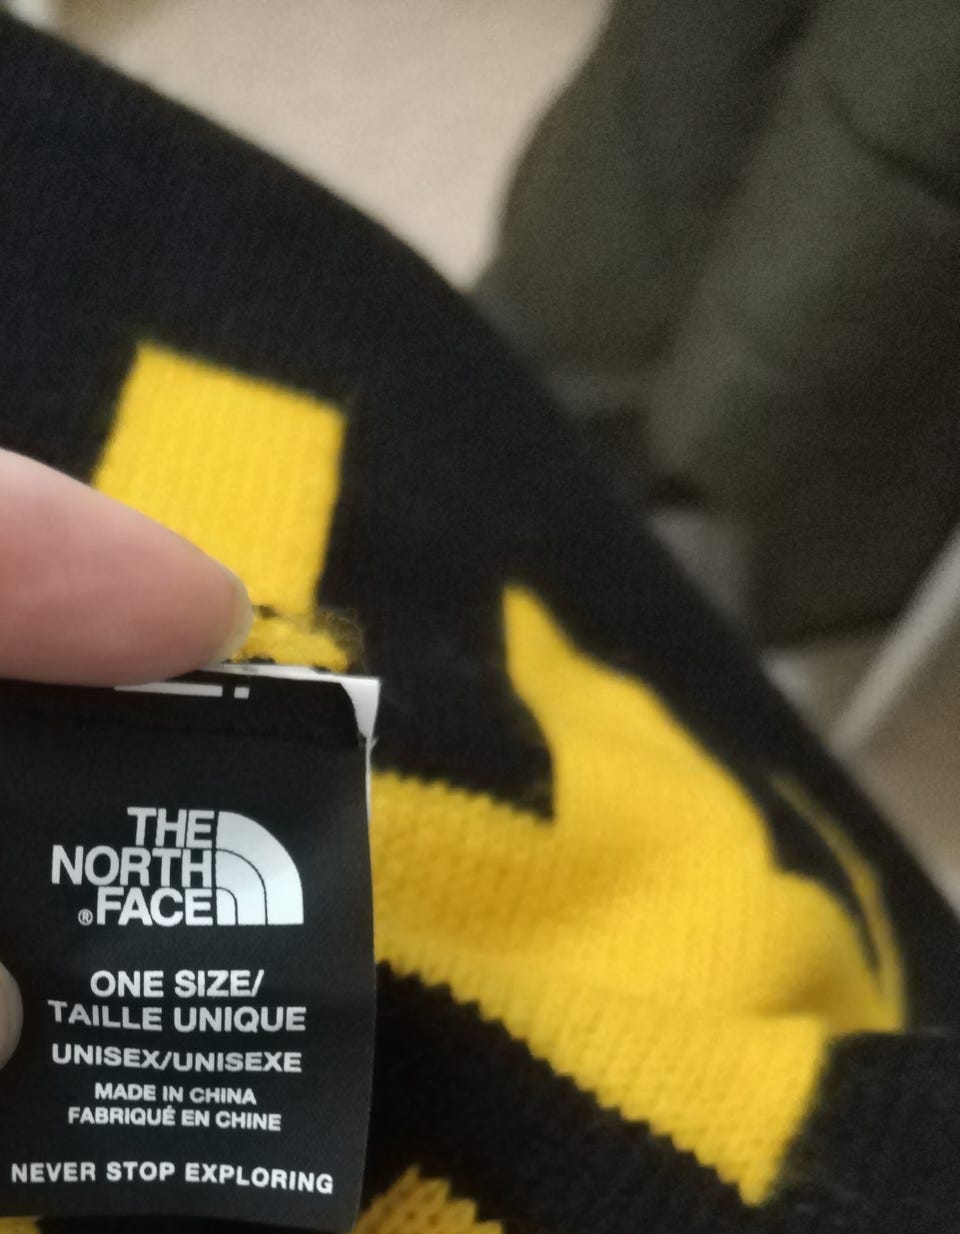 THE
NORTH
®FACE
ONE SIZE/
TAILLE UNIQUE
UNISEX/UNISEXE
MADE IN CHINA
FABRIQUÉ EN CHINE
NEVER STOP EXPLORING